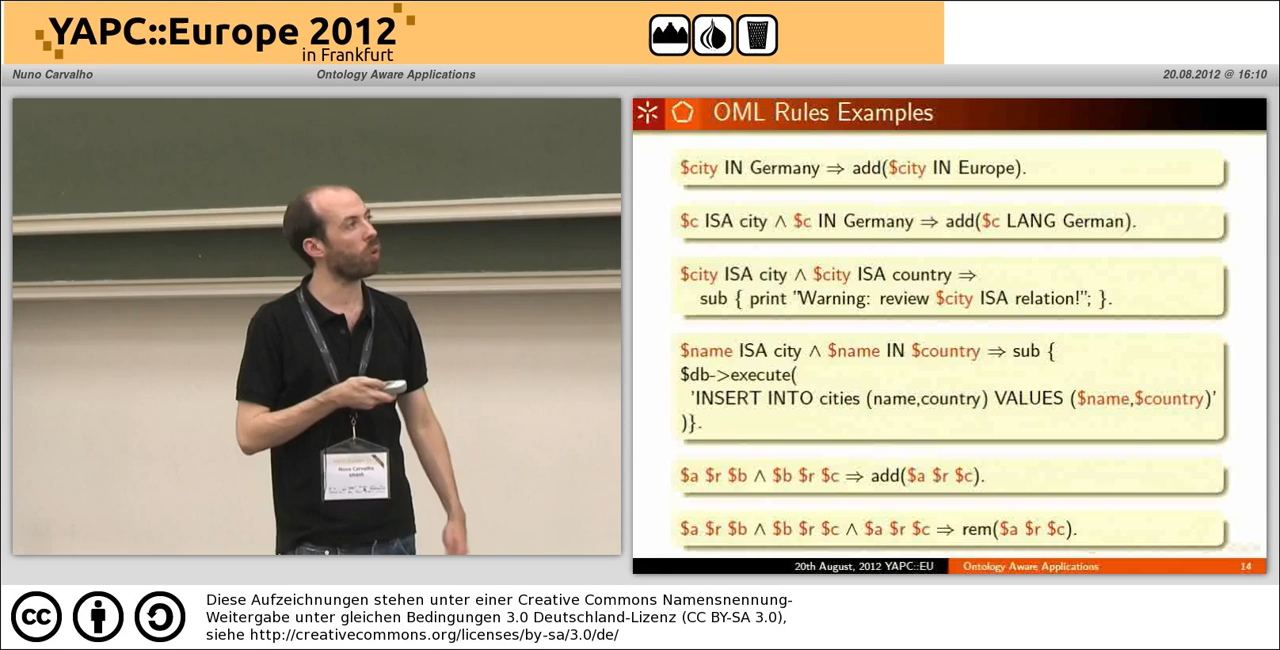 YAPC::Europe 2012
in Frankfurt
Nuno Carvalho
Ontology Aware Applications
20.08.2012 @ 16:10
Nuno Carvalho
OML Rules Examples
$city IN Germany ⇒ add($city IN Europe).
$c ISA city ∧ $c IN Germany ⇒ add($c LANG German).
$city ISA city ∧ $city ISA country ⇒
sub { print "Warning: review $city ISA relation!"; }.
$name ISA city ∧ $name IN $country ⇒ sub {
$db->execute(
'INSERT INTO cities (name,country) VALUES ($name,$country)'
)}.
$a $r $b ∧ $b $r $c ⇒ add($a $r $c).
$a $r $b ∧ $b $r $c ∧ $a $r $c ⇒ rem($a $r $c).
20th August, 2012 YAPC::EU
Ontology Aware Applications
14
cc
Diese Aufzeichnungen stehen unter einer Creative Commons Namensnennung-
Weitergabe unter gleichen Bedingungen 3.0 Deutschland-Lizenz (CC BY-SA 3.0),
siehe http://creativecommons.org/licenses/by-sa/3.0/de/